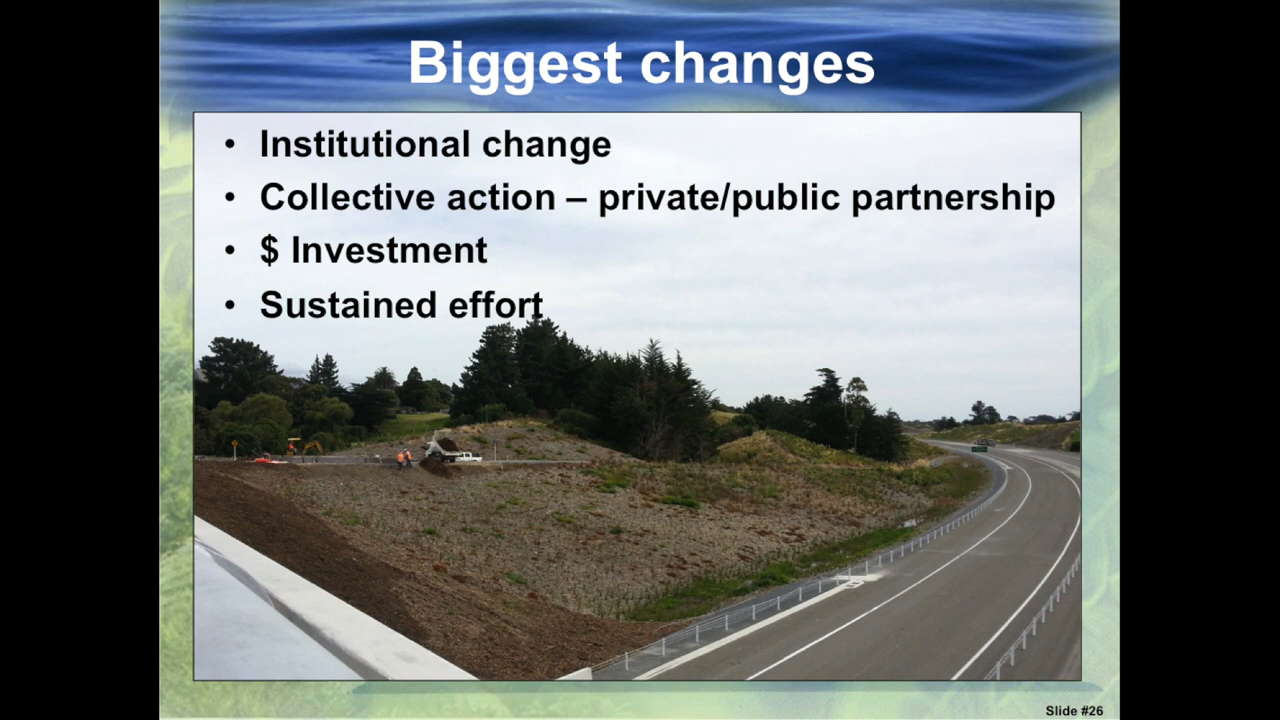 Biggest changes
• Institutional change
• Collective action – private/public partnership
• $ Investment
• Sustained effort
Slide #26